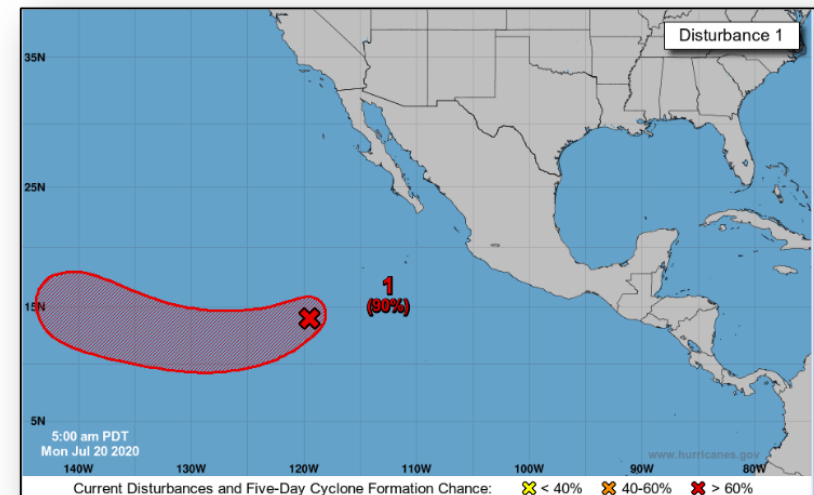 Disturbance 1
35N
25N
1
(90%)
15N
5N
5:00 am PDT
Mon Jul 20 2020
www.hurricanes.gov
140W 130W 120W 110W 100W 90W 80W
Current Disturbances and Five-Day Cyclone Formation Chance: < 40% 40-60% > 60%